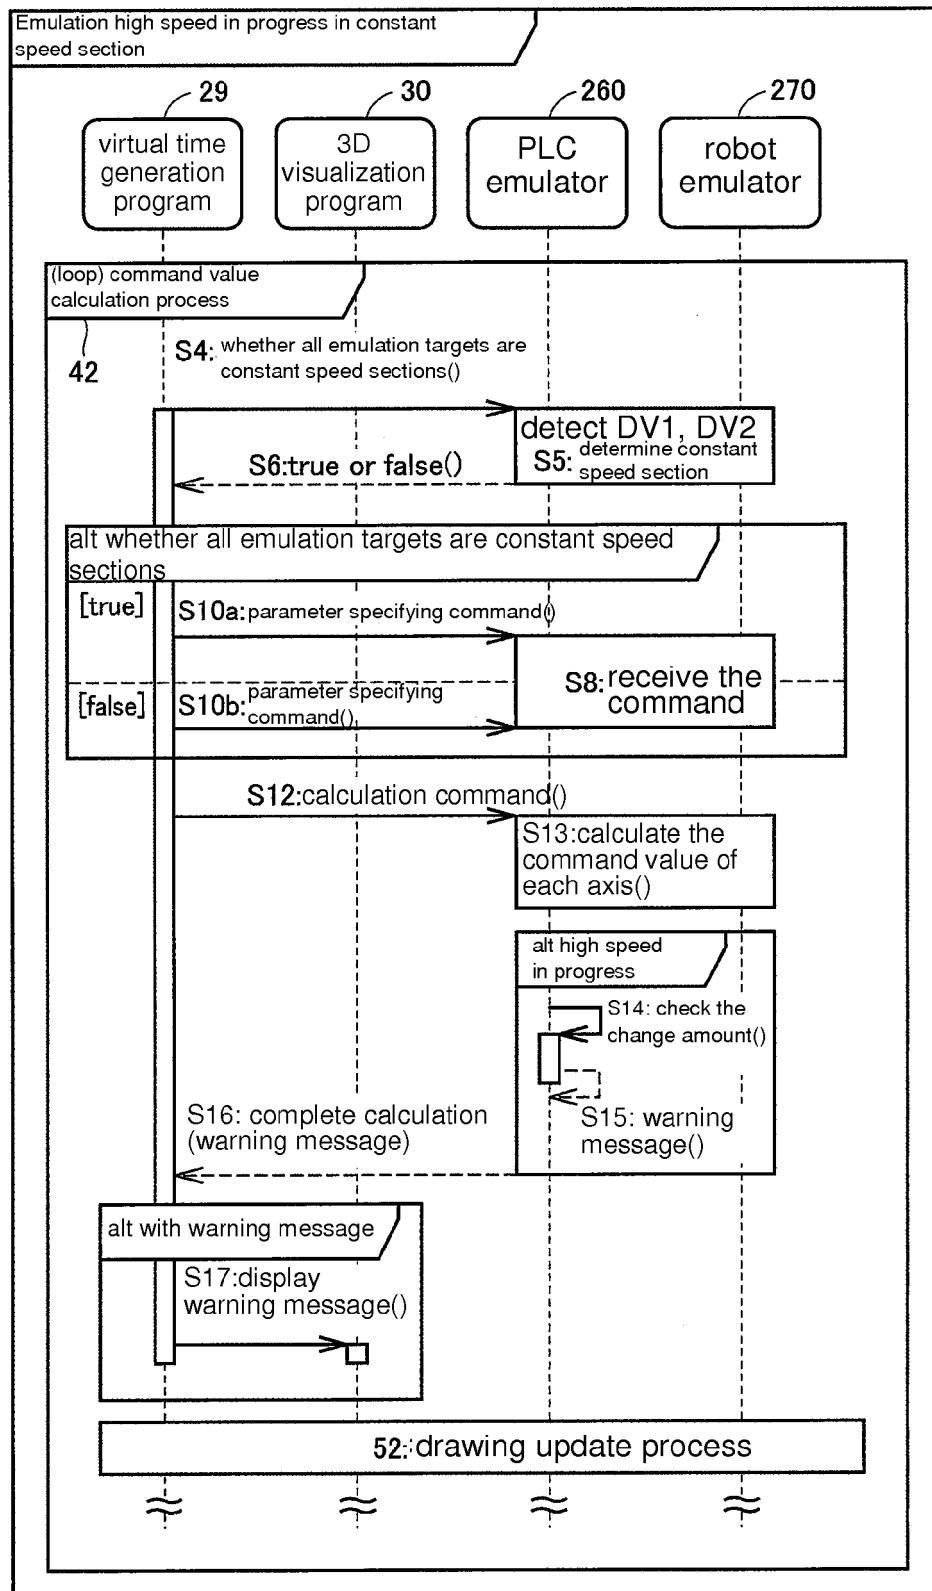 Emulation high speed in progress in constant
speed section
29
30
260
270
virtual time
generation
program
3D
visualization
program
PLC
emulator
robot
emulator
(loop) command value
calculation process
42
S4: whether all emulation targets are
constant speed sections()
detect DV1, DV2
S5: determine constant
speed section
S6:true or false()
alt whether all emulation targets are constant speed
sections
[true]
S10a: parameter specifying command()
S8: receive the
command
[false]
S10b: parameter specifying
command()
S12:calculation command()
S13:calculate the
command value of
each axis()
alt high speed
in progress
S14: check the
change amount()
S15: warning
message()
S16: complete calculation
(warning message)
alt with warning message
S17:display
warning message()
52: drawing update process